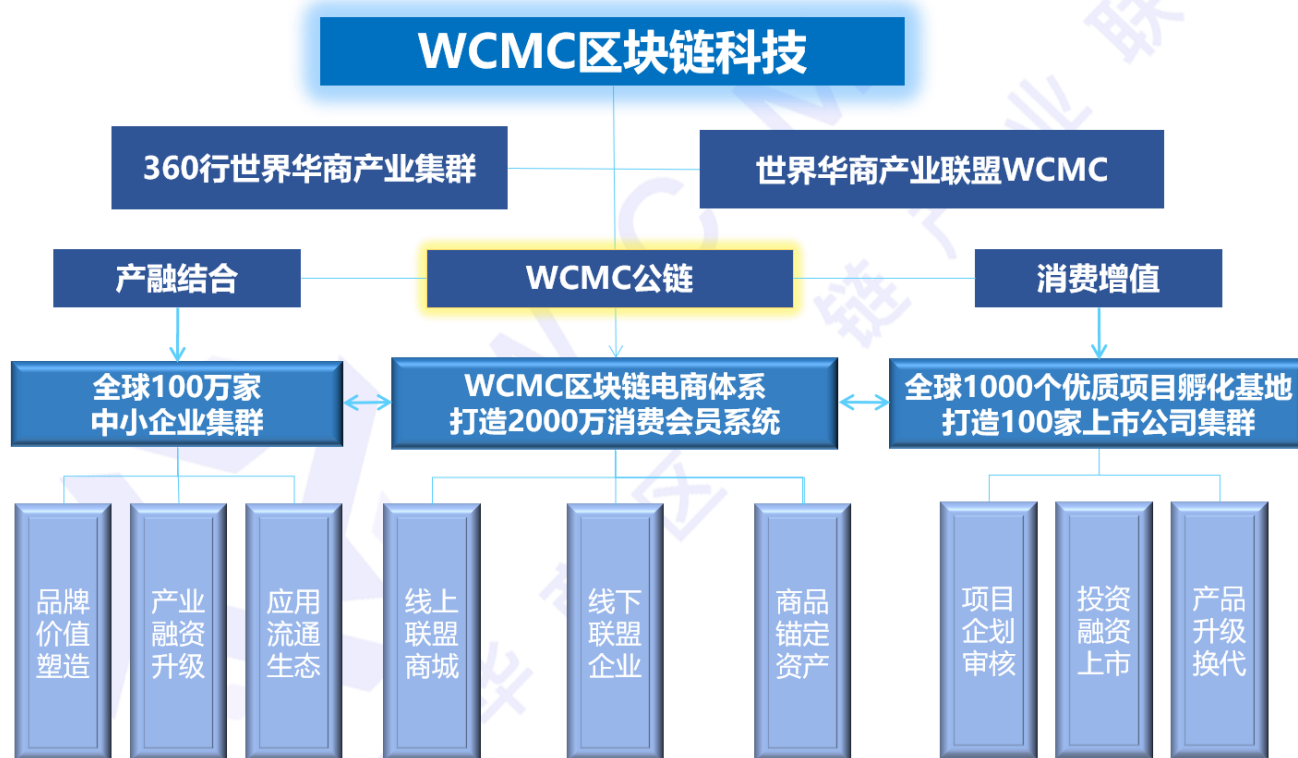 WCMC区块链科技
360行世界华商产业集群
世界华商产业联盟WCMC
产融结合
WCMC公链
消费增值
全球100万家
中小企业集群
WCMC区块链电商体系
打造2000万消费会员系统
全球1000个优质项目孵化基地
打造100家上市公司集群
品牌
价值
塑造
产业
融资
升级
应用
流通
生态
线上
联盟
商城
线下
联盟
企业
商品
锚定
资产
项目
企划
审核
投资
融资
上市
产品
升级
换代